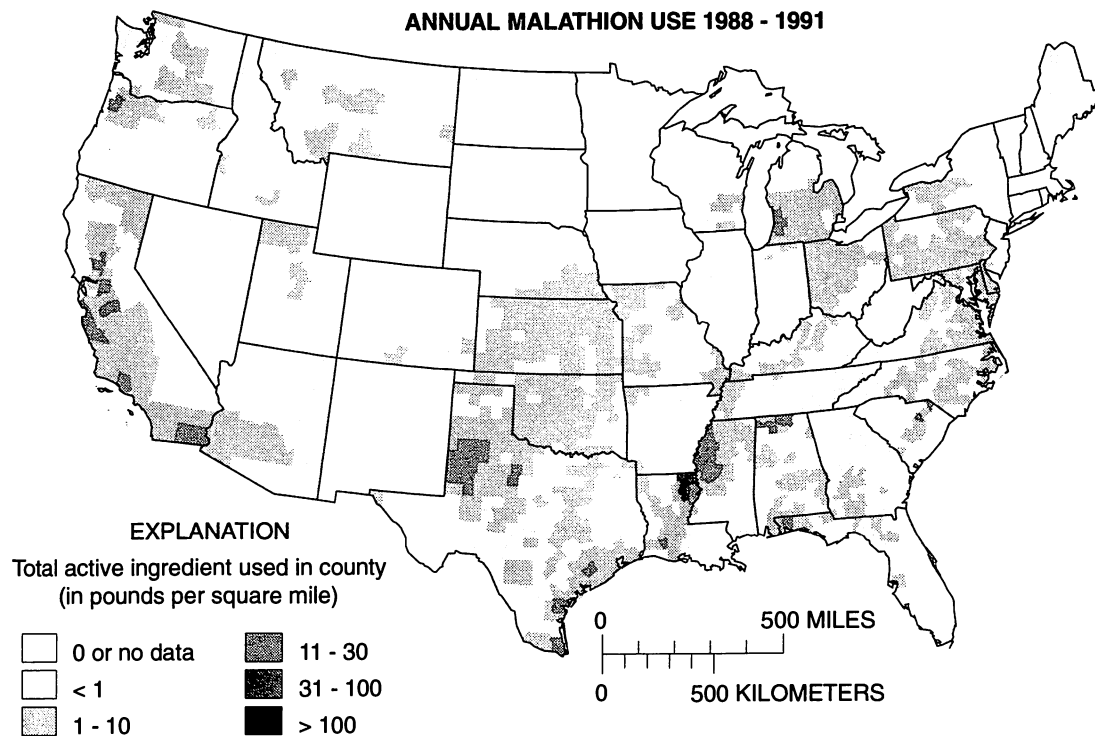 ANNUAL MALATHION USE 1988 - 1991
EXPLANATION
Total active ingredient used in county
(in pounds per square mile)
0 or no data
< 1
1 - 10
11 - 30
31 - 100
> 100
0 500 MILES
0 500 KILOMETERS